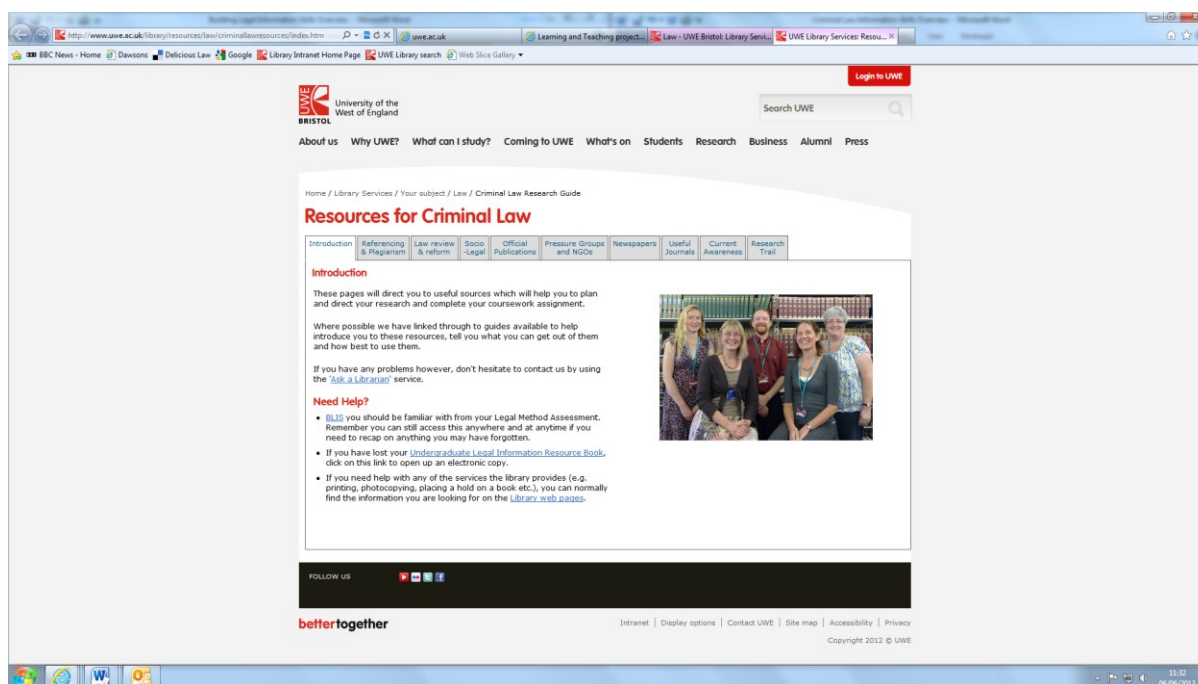 http://www.uwe.ac.uk/library/resources/law/criminallawresources/index.htm
uwe.ac.uk
Learning and Teaching project...
Law - UWE Bristol: Library Servi...
UWE Library Services: Resou...
BBC News - Home
Dawsons
Delicious Law
Google
Library Intranet Home Page
UWE Library search
Web Slice Gallery
Login to UWE
UWE
BRISTOL
University of the
West of England
Search UWE
About us Why UWE? What can I study? Coming to UWE What's on Students Research Business Alumni Press
Home / Library Services / Your subject / Law / Criminal Law Research Guide
Resources for Criminal Law
Introduction
Referencing
& Plagiarism
Law review
& reform
Socio
-Legal
Official
Publications
Pressure Groups
and NGOs
Newspapers
Useful
Journals
Current
Awareness
Research
Trail
Introduction
These pages will direct you to useful sources which will help you to plan
and direct your research and complete your coursework assignment.
Where possible we have linked through to guides available to help
introduce you to these resources, tell you what you can get out of them
and how best to use them.
If you have any problems however, don't hesitate to contact us by using
the 'Ask a Librarian' service.
Need Help?
BLIS you should be familiar with from your Legal Method Assessment.
Remember you can still access this anywhere and at anytime if you
need to recap on anything you may have forgotten.
If you have lost your Undergraduate Legal Information Resource Book,
click on this link to open up an electronic copy.
If you need help with any of the services the library provides (e.g.
printing, photocopying, placing a hold on a book etc.), you can normally
find the information you are looking for on the Library web pages.
FOLLOW US
bettertogether
Intranet | Display options | Contact UWE | Site map | Accessibility | Privacy
Copyright 2012 © UWE
11:32